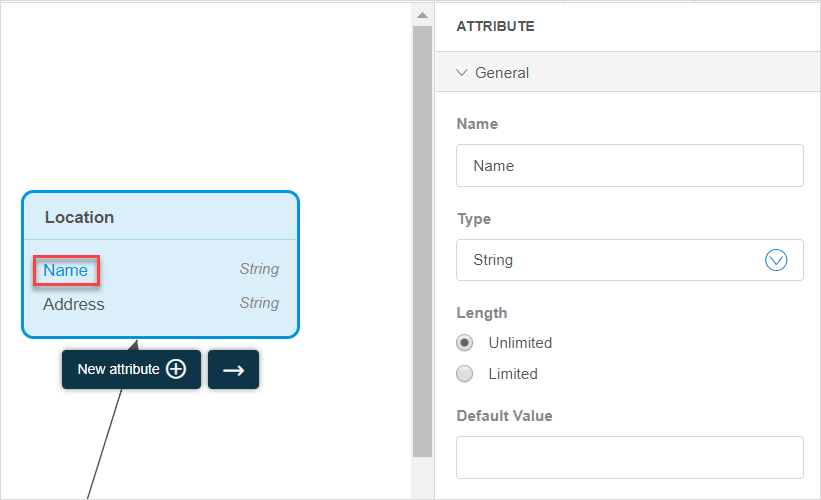 Location
Name String
Address String
New attribute
ATTRIBUTE
General
Name
Name
Type
String
Length
Unlimited
Limited
Default Value